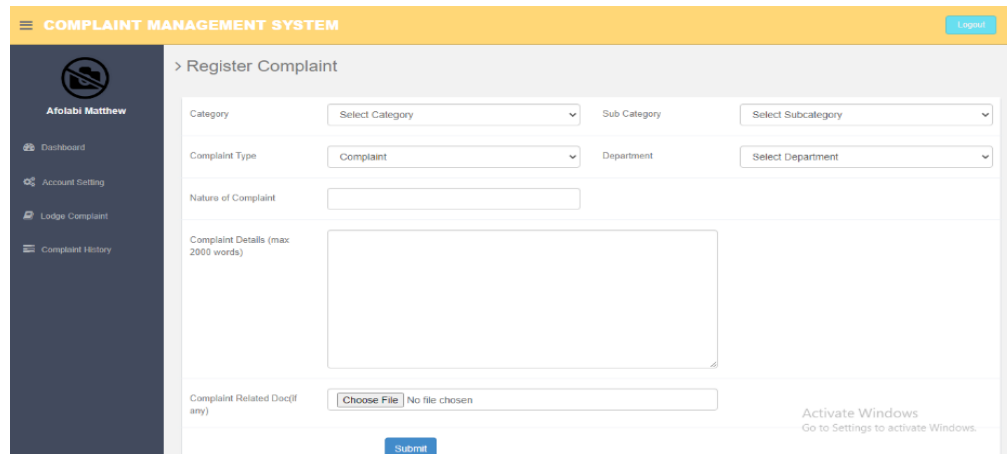 COMPLAINT MANAGEMENT SYSTEM
Logout
Afolabi Matthew
Dashboard
Account Setting
Lodge Complaint
Complaint History
> Register Complaint
Category
Select Category
Sub Category
Select Subcategory
Complaint Type
Complaint
Department
Select Department
Nature of Complaint
Complaint Details (max
2000 words)
Complaint Related Doc(If
any)
Choose File No file chosen
Submit
Activate Windows
Go to Settings to activate Windows.